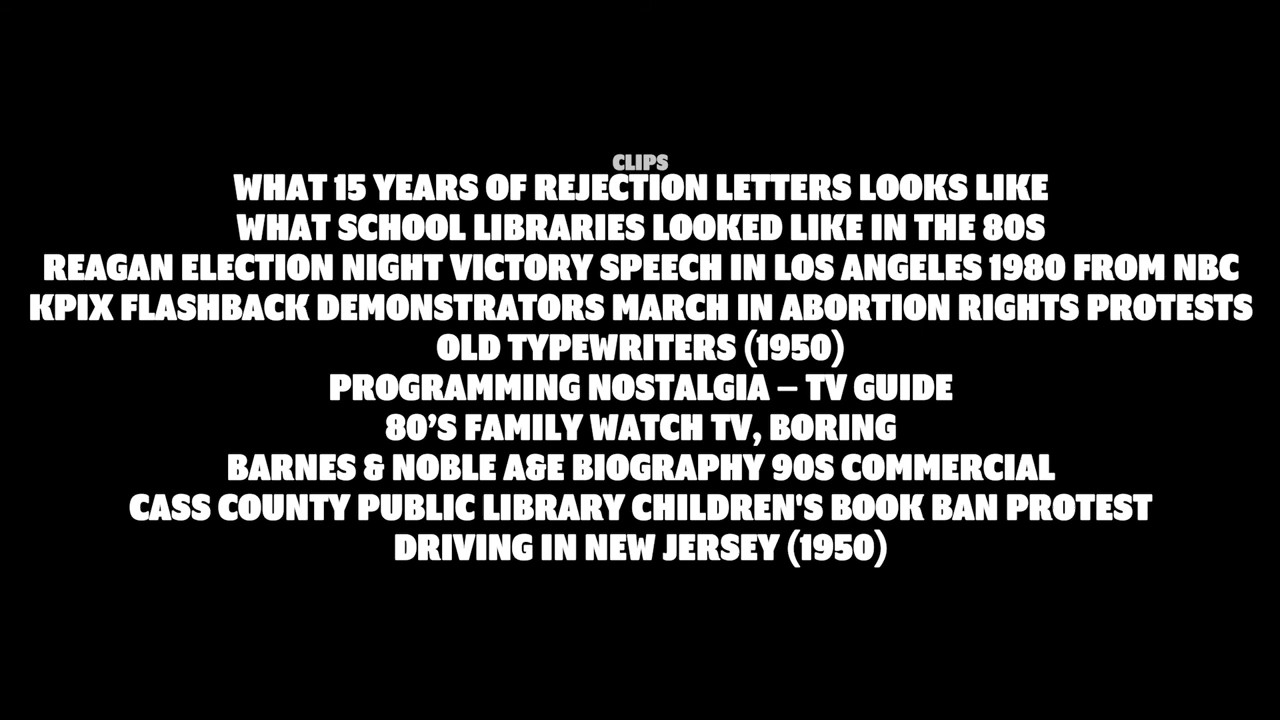 CLIPS
WHAT 15 YEARS OF REJECTION LETTERS LOOKS LIKE
WHAT SCHOOL LIBRARIES LOOKED LIKE IN THE 80S
REAGAN ELECTION NIGHT VICTORY SPEECH IN LOS ANGELES 1980 FROM NBC
KPIX FLASHBACK DEMONSTRATORS MARCH IN ABORTION RIGHTS PROTESTS
OLD TYPEWRITERS (1950)
PROGRAMMING NOSTALGIA – TV GUIDE
80’S FAMILY WATCH TV, BORING
BARNES & NOBLE A&E BIOGRAPHY 90S COMMERCIAL
CASS COUNTY PUBLIC LIBRARY CHILDREN'S BOOK BAN PROTEST
DRIVING IN NEW JERSEY (1950)